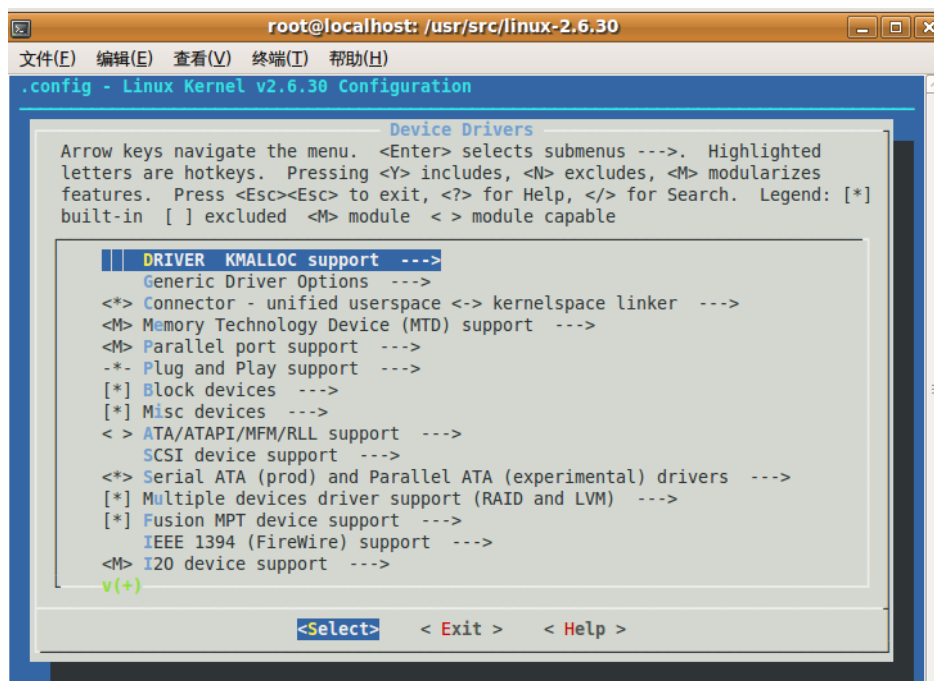 root@localhost: /usr/src/linux-2.6.30
文件(F) 编辑(E) 查看(V) 终端(T) 帮助(H)
.config - Linux Kernel v2.6.30 Configuration
Device Drivers
Arrow keys navigate the menu. <Enter> selects submenus --->. Highlighted
letters are hotkeys. Pressing <Y> includes, <N> excludes, <M> modularizes
features. Press <Esc><Esc> to exit, <?> for Help, </> for Search. Legend: [*]
built-in [ ] excluded <M> module < > module capable
DRIVER KMALLOC support --->
Generic Driver Options --->
<*> Connector - unified userspace <-> kernelspace linker --->
<M> Memory Technology Device (MTD) support --->
<M> Parallel port support --->
-*- Plug and Play support --->
[*] Block devices --->
[*] Misc devices --->
< > ATA/ATAPI/MFM/RLL support --->
SCSI device support --->
<*> Serial ATA (prod) and Parallel ATA (experimental) drivers --->
[*] Multiple devices driver support (RAID and LVM) --->
[*] Fusion MPT device support --->
IEEE 1394 (FireWire) support --->
<M> I2O device support --->
v(+)
<Select> < Exit > < Help >